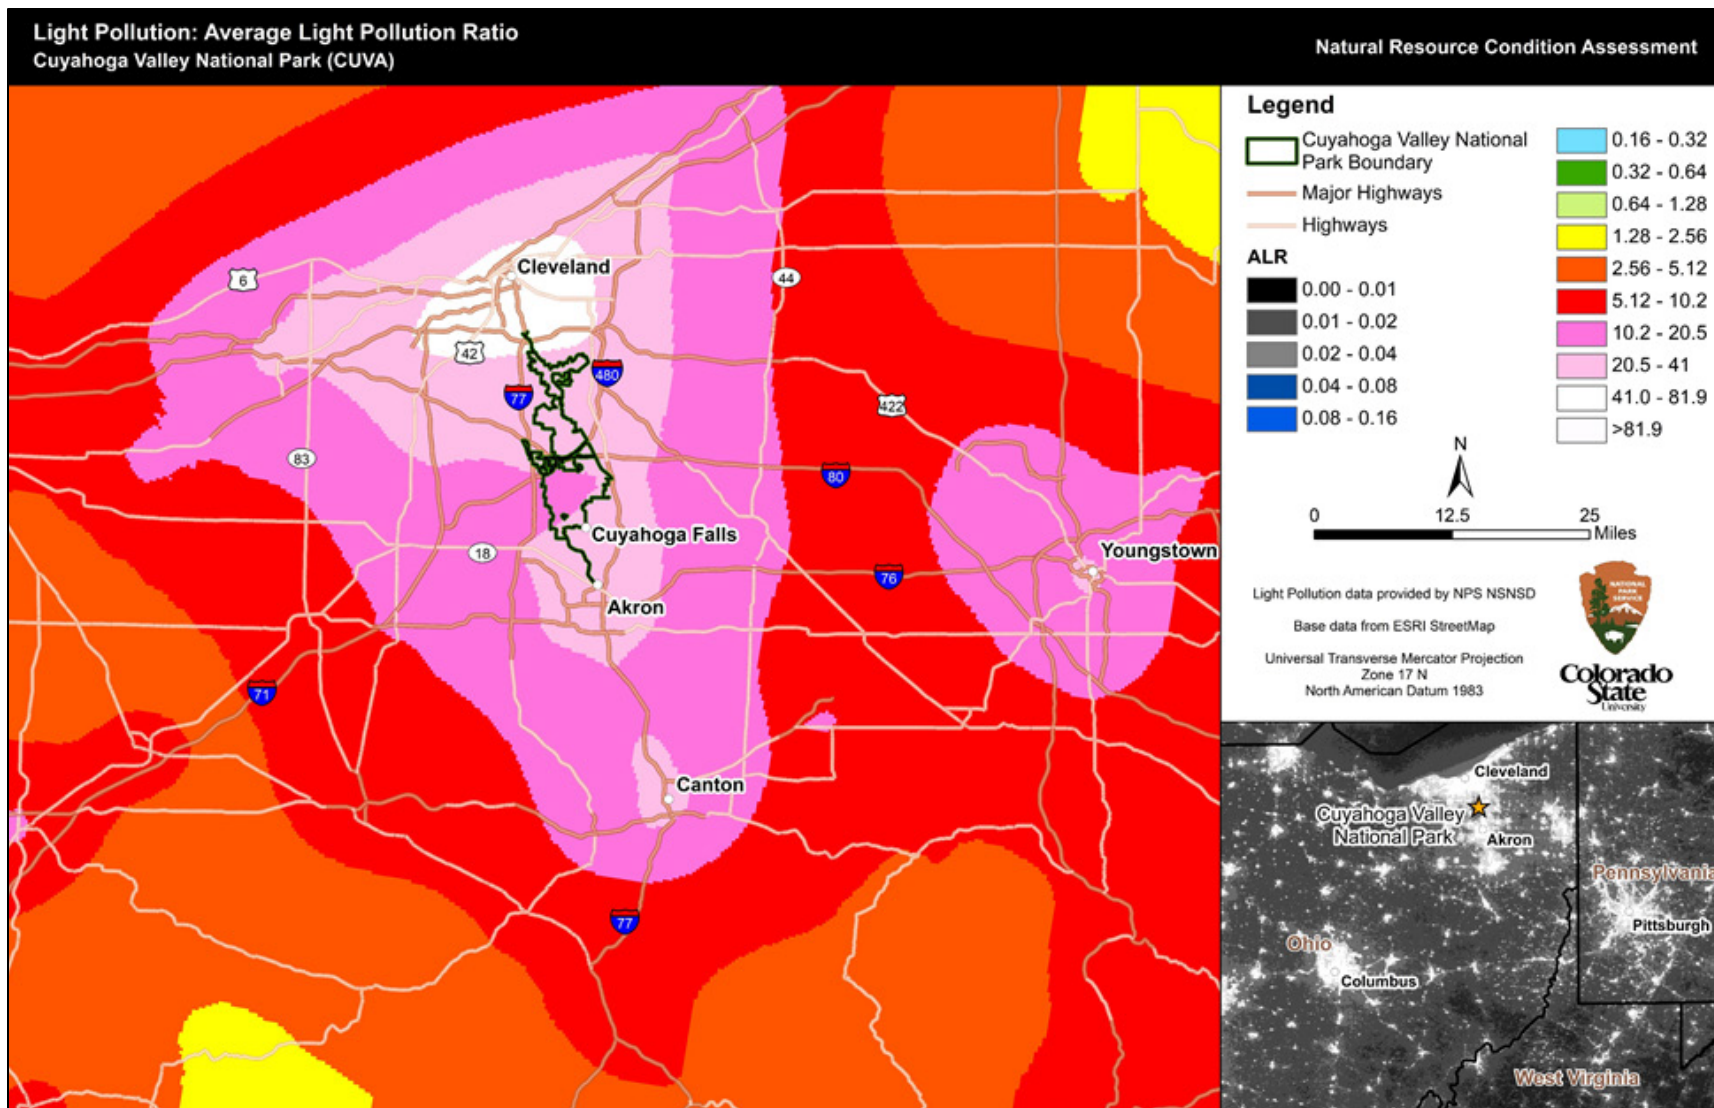 Light Pollution: Average Light Pollution Ratio
Cuyahoga Valley National Park (CUVA)
Natural Resource Condition Assessment
Cleveland
6
44
42
480
77
422
83
80
Youngstown
Cuyahoga Falls
18
76
Akron
71
Canton
77
Legend
Cuyahoga Valley National
Park Boundary
Major Highways
Highways
ALR
0.00 - 0.01
0.01 - 0.02
0.02 - 0.04
0.04 - 0.08
0.08 - 0.16
0.16 - 0.32
0.32 - 0.64
0.64 - 1.28
1.28 - 2.56
2.56 - 5.12
5.12 - 10.2
10.2 - 20.5
20.5 - 41
41.0 - 81.9
>81.9
N
0 12.5 25
Miles
Light Pollution data provided by NPS NSNSD
Base data from ESRI StreetMap
Universal Transverse Mercator Projection
Zone 17 N
North American Datum 1983
NATIONAL
PARK
SERVICE
Colorado
State
University
Cleveland
Cuyahoga Valley
National Park
Akron
Pennsylvania
Pittsburgh
Ohio
Columbus
West Virginia